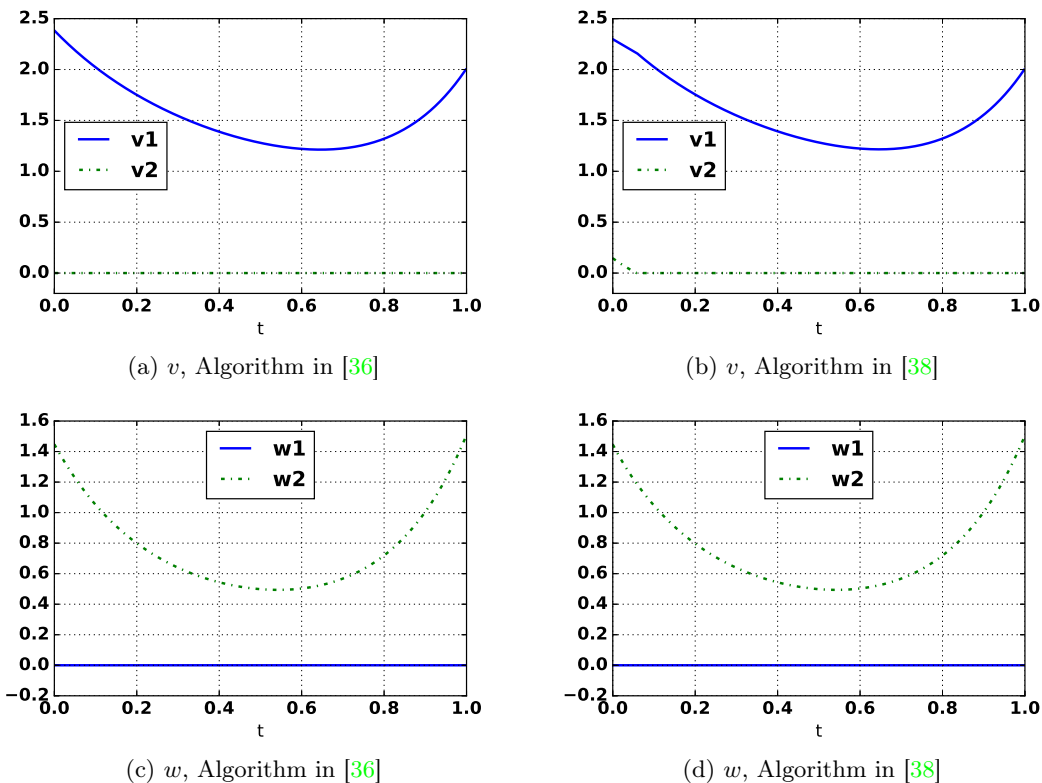 2.5
2.0
1.5
1.0
0.5
0.0
v1
v2
0.0 0.2 0.4 0.6 0.8 1.0
t
(a) v, Algorithm in [36]
2.5
2.0
1.5
1.0
0.5
0.0
v1
v2
0.0 0.2 0.4 0.6 0.8 1.0
t
(b) v, Algorithm in [38]
1.6
1.4
1.2
1.0
0.8
0.6
0.4
0.2
0.0
−0.2
w1
w2
0.0 0.2 0.4 0.6 0.8 1.0
t
(c) w, Algorithm in [36]
1.6
1.4
1.2
1.0
0.8
0.6
0.4
0.2
0.0
−0.2
w1
w2
0.0 0.2 0.4 0.6 0.8 1.0
t
(d) w, Algorithm in [38]